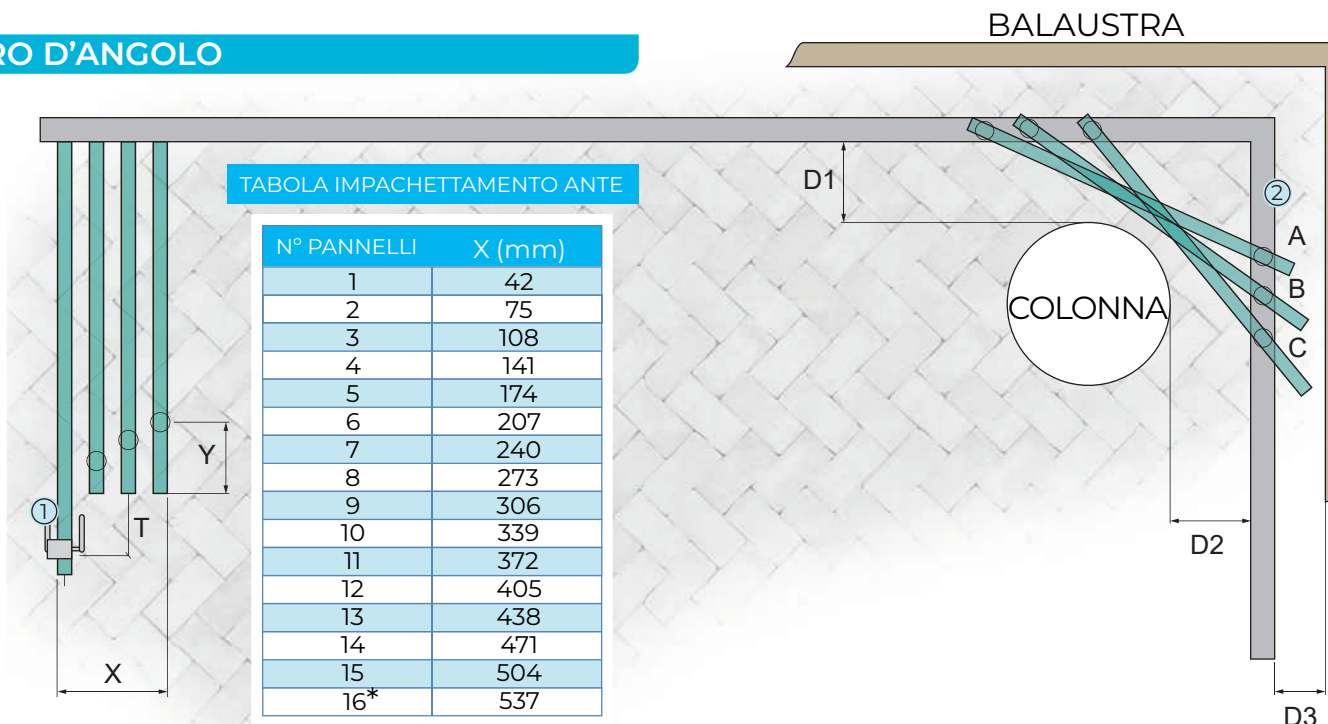 BALAUSTRA
RO D'ANGOLO
TABOLA IMPACHETTAMENTO ANTE
N° PANNELLI X (mm)
1 42
2 75
3 108
4 141
5 174
6 207
7 240
8 273
9 306
10 339
11 372
12 405
13 438
14 471
15 504
16* 537
1
Y
T
X
D1
COLONNA
2
A
B
C
D2
D3